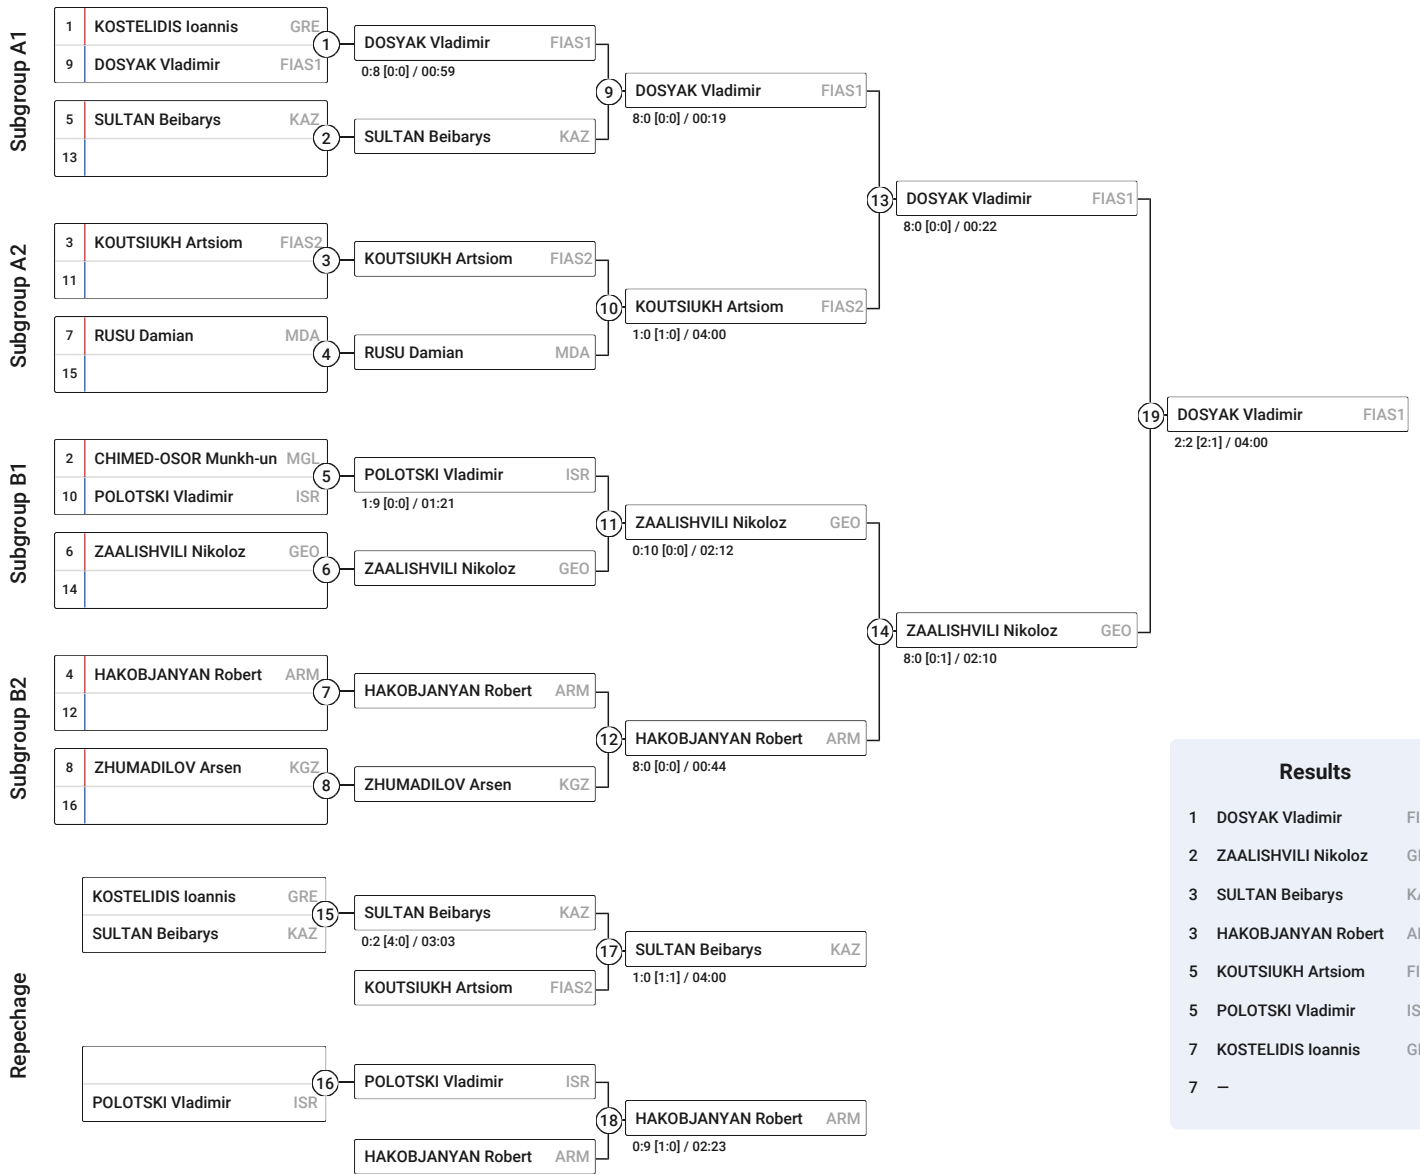 Subgroup A1
1 KOSTELIDIS Ioannis GRE
9 DOSYAK Vladimir FIAS1
1
DOSYAK Vladimir FIAS1
0:8 [0:0] / 00:59
5 SULTAN Beibarys KAZ
13
2
SULTAN Beibarys KAZ
9
DOSYAK Vladimir FIAS1
8:0 [0:0] / 00:19
Subgroup A2
3 KOUTSIUKH Artsiom FIAS2
11
3
KOUTSIUKH Artsiom FIAS2
7 RUSU Damian MDA
15
4
RUSU Damian MDA
10
KOUTSIUKH Artsiom FIAS2
1:0 [1:0] / 04:00
13
DOSYAK Vladimir FIAS1
8:0 [0:0] / 00:22
Subgroup B1
2 CHIMED-OSOR Munkh-un MGL
10 POLOTSKI Vladimir ISR
5
POLOTSKI Vladimir ISR
1:9 [0:0] / 01:21
6 ZAALISHVILI Nikoloz GEO
14
6
ZAALISHVILI Nikoloz GEO
11
ZAALISHVILI Nikoloz GEO
0:10 [0:0] / 02:12
Subgroup B2
4 HAKOBJANYAN Robert ARM
12
7
HAKOBJANYAN Robert ARM
8 ZHUMADILOV Arsen KGZ
16
8
ZHUMADILOV Arsen KGZ
12
HAKOBJANYAN Robert ARM
8:0 [0:0] / 00:44
14
ZAALISHVILI Nikoloz GEO
8:0 [0:1] / 02:10
19
DOSYAK Vladimir FIAS1
2:2 [2:1] / 04:00
Repechage
KOSTELIDIS Ioannis GRE
SULTAN Beibarys KAZ
15
SULTAN Beibarys KAZ
0:2 [4:0] / 03:03
KOUTSIUKH Artsiom FIAS2
17
SULTAN Beibarys KAZ
1:0 [1:1] / 04:00
POLOTSKI Vladimir ISR
16
POLOTSKI Vladimir ISR
HAKOBJANYAN Robert ARM
18
HAKOBJANYAN Robert ARM
0:9 [1:0] / 02:23
Results
1 DOSYAK Vladimir
2 ZAALISHVILI Nikoloz
3 SULTAN Beibarys
3 HAKOBJANYAN Robert
5 KOUTSIUKH Artsiom
5 POLOTSKI Vladimir
7 KOSTELIDIS Ioannis
7 –